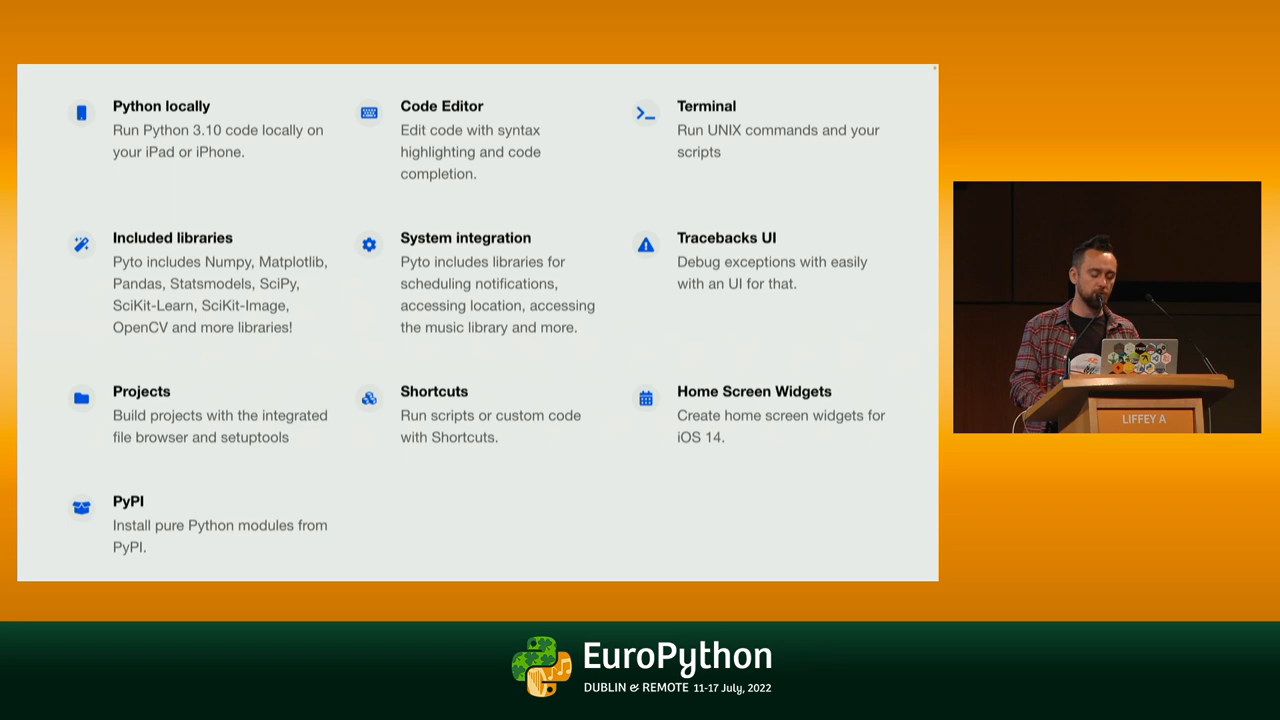 Python locally
Run Python 3.10 code locally on
your iPad or iPhone.
Code Editor
Edit code with syntax
highlighting and code
completion.
Terminal
Run UNIX commands and your
scripts
Included libraries
Pyto includes Numpy, Matplotlib,
Pandas, Statsmodels, SciPy,
SciKit-Learn, SciKit-Image,
OpenCV and more libraries!
System integration
Pyto includes libraries for
scheduling notifications,
accessing location, accessing
the music library and more.
Tracebacks UI
Debug exceptions with easily
with an UI for that.
Projects
Build projects with the integrated
file browser and setuptools
Shortcuts
Run scripts or custom code
with Shortcuts.
Home Screen Widgets
Create home screen widgets for
iOS 14.
PyPI
Install pure Python modules from
PyPI.
LIFFEY A
EuroPython
DUBLIN & REMOTE 11-17 July, 2022